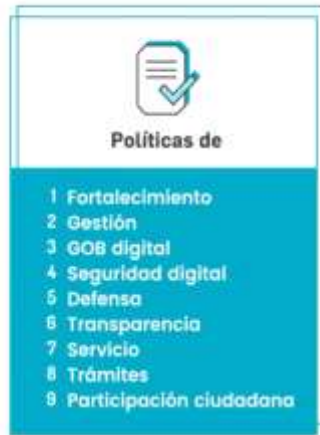 Políticas de
1 Fortalecimiento
2 Gestión
3 GOB digital
4 Seguridad digital
5 Defensa
6 Transparencia
7 Servicio
8 Trámites
9 Participación ciudadana